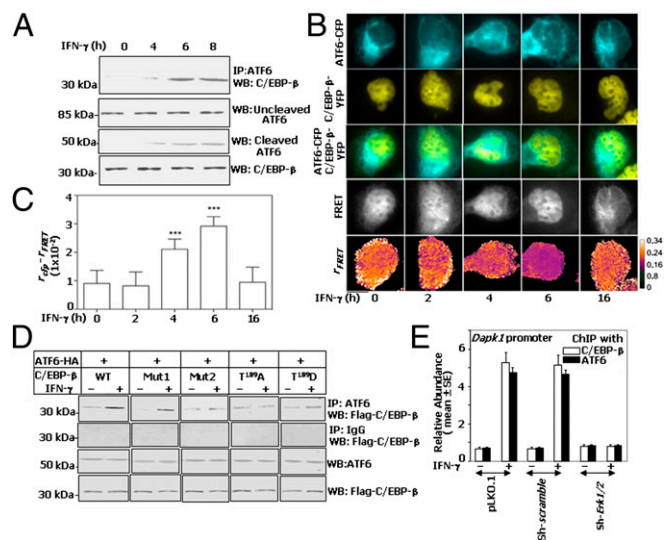 A
IFN-γ (h) 0 4 6 8
30 kDa
IP:ATF6
WB: C/EBP-β
85 kDa
WB: Uncleaved
ATF6
50 kDa
WB: Cleaved
ATF6
30 kDa
WB: C/EBP-β
B
ATF6-CFP
C/EBP-β-
YFP
ATF6-CFP
C/EBP-β-
YFP
FRET
rFRET
0.34
0.24
0.16
0.08
0
IFN-γ (h) 0 2 4 6 16
C
rcfp - rFRET
(1x10⁻²)
4
3
2
1
0
***
***
0 2 4 6 16
IFN-γ (h)
D
ATF6-HA + + + + +
C/EBP-β WT Mut1 Mut2 T¹⁸⁹A T¹⁸⁹D
IFN-γ – + – + – + – + – +
30 kDa
IP: ATF6
WB: Flag-C/EBP-β
30 kDa
IP: IgG
WB: Flag-C/EBP-β
50 kDa
WB:ATF6
30 kDa
WB: Flag-C/EBP-β
E
Dapk1 promoter
ChIP with
C/EBP-β
ATF6
Relative Abundance
( mean ± SE)
6
4
2
0
IFN-γ – + – + – +
pLKO.1
Sh-scramble
Sh-Erk1/2